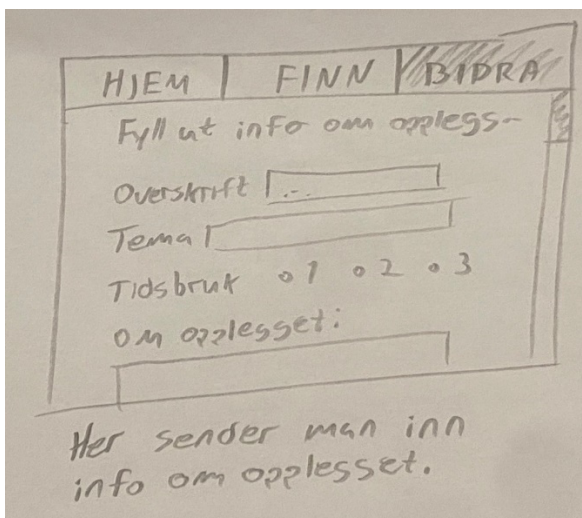 HJEM FINN BIDRA
Fyll ut info om opplegg-
Overskrift ...
Tema
Tidsbruk 1 2 3
Om opplegget:
Her sender man inn
info om opplegget.